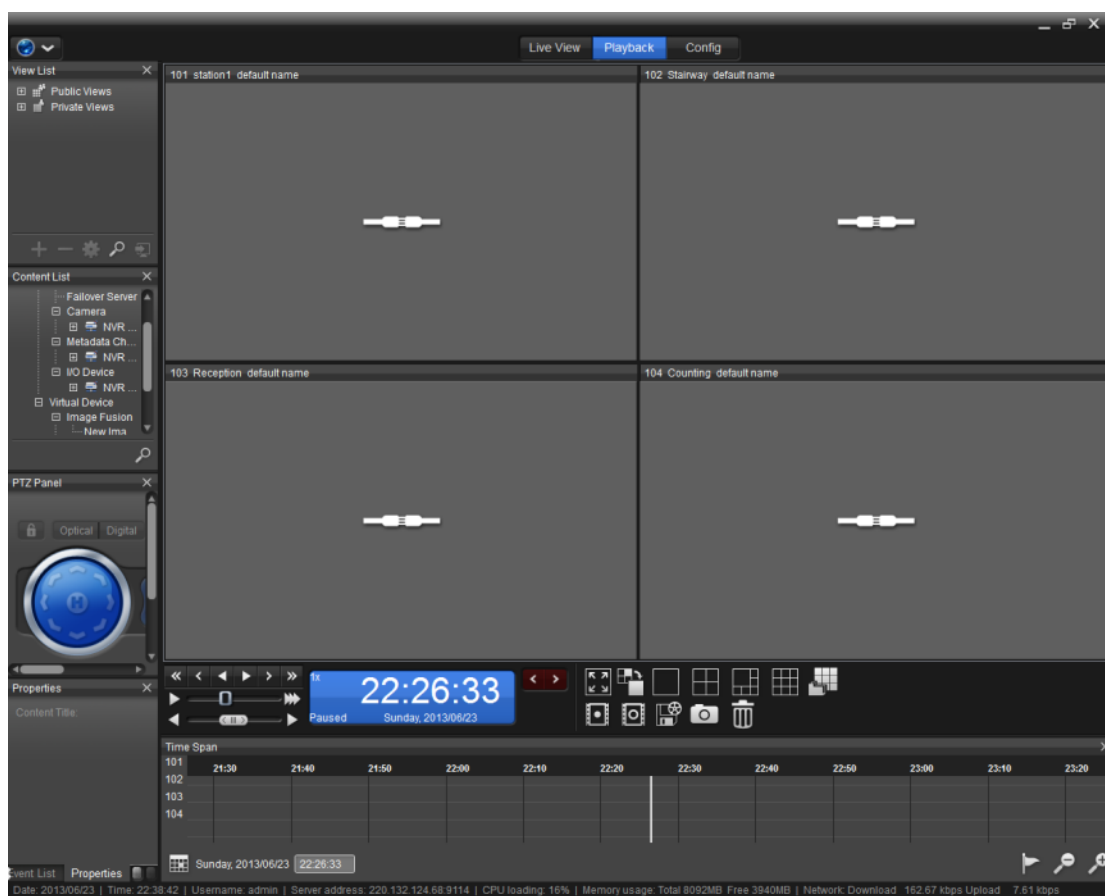 Live View Playback Config
View List
Public Views
Private Views
101 station1 default name
102 Stairway default name
Content List
Failover Server
Camera
NVR ...
Metadata Ch...
NVR ...
I/O Device
NVR ...
Virtual Device
Image Fusion
New Ima
103 Reception default name
104 Counting default name
PTZ Panel
Optical Digital
Properties
Content Title:
1x
22:26:33
Paused Sunday, 2013/06/23
Time Span
101
21:30 21:40 21:50 22:00 22:10 22:20 22:30 22:40 22:50 23:00 23:10 23:20
102
103
104
Sunday, 2013/06/23 22:26:33
Event List Properties
Date: 2013/06/23 | Time: 22:38:42 | Username: admin | Server address: 220.132.124.68:9114 | CPU loading: 16% | Memory usage: Total 8092MB Free 3940MB | Network: Download 162.67 kbps Upload 7.61 kbps